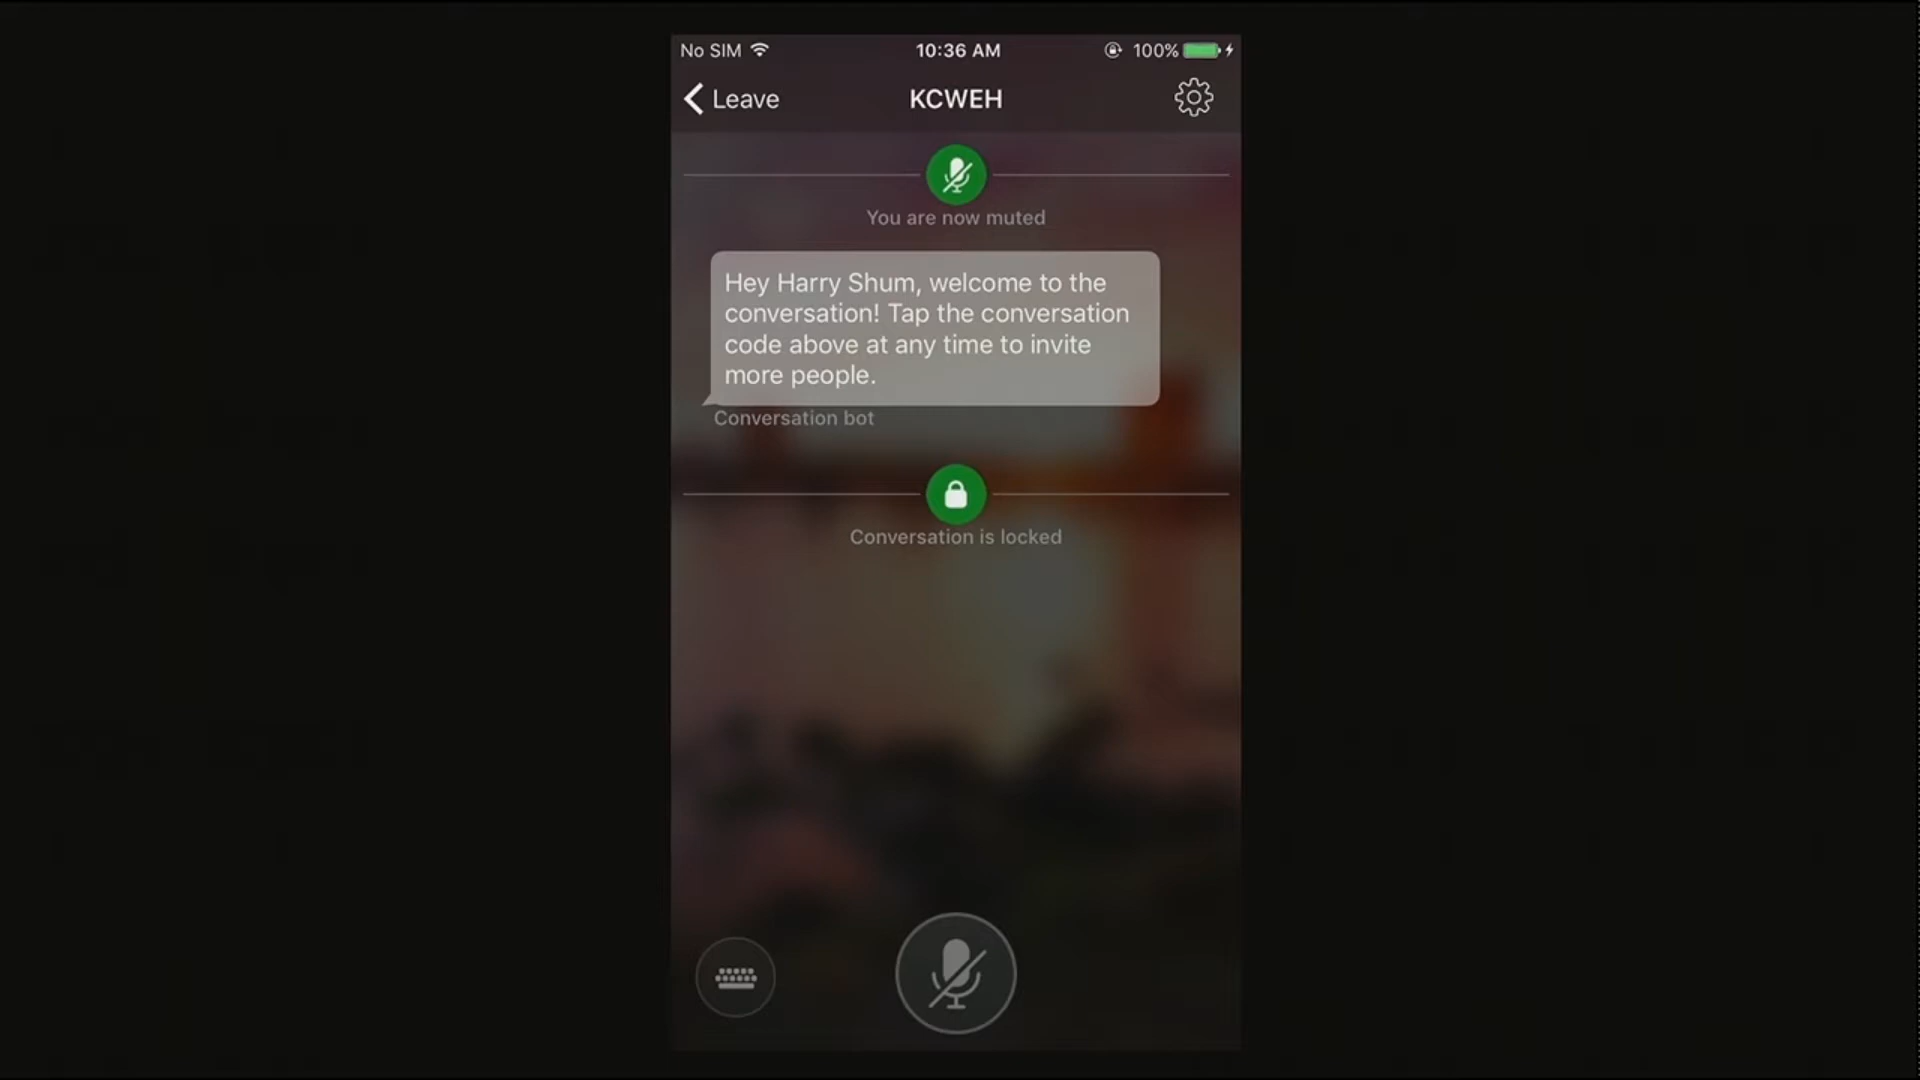 No SIM 10:36 AM 100%
Leave KCWEH
You are now muted
Hey Harry Shum, welcome to the
conversation! Tap the conversation
code above at any time to invite
more people.
Conversation bot
Conversation is locked